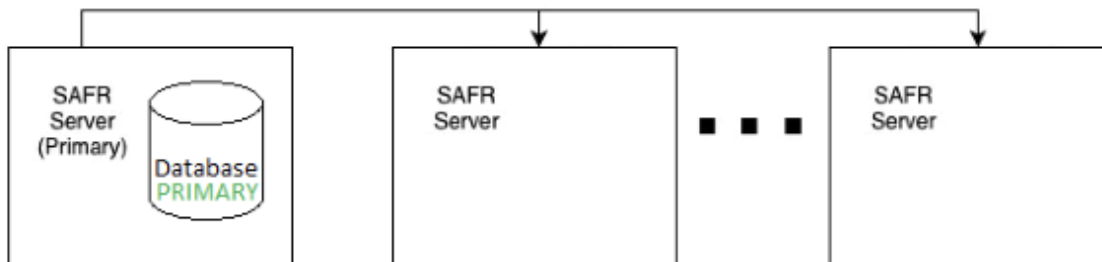 SAFR
Server
(Primary)
Database
PRIMARY
SAFR
Server
SAFR
Server